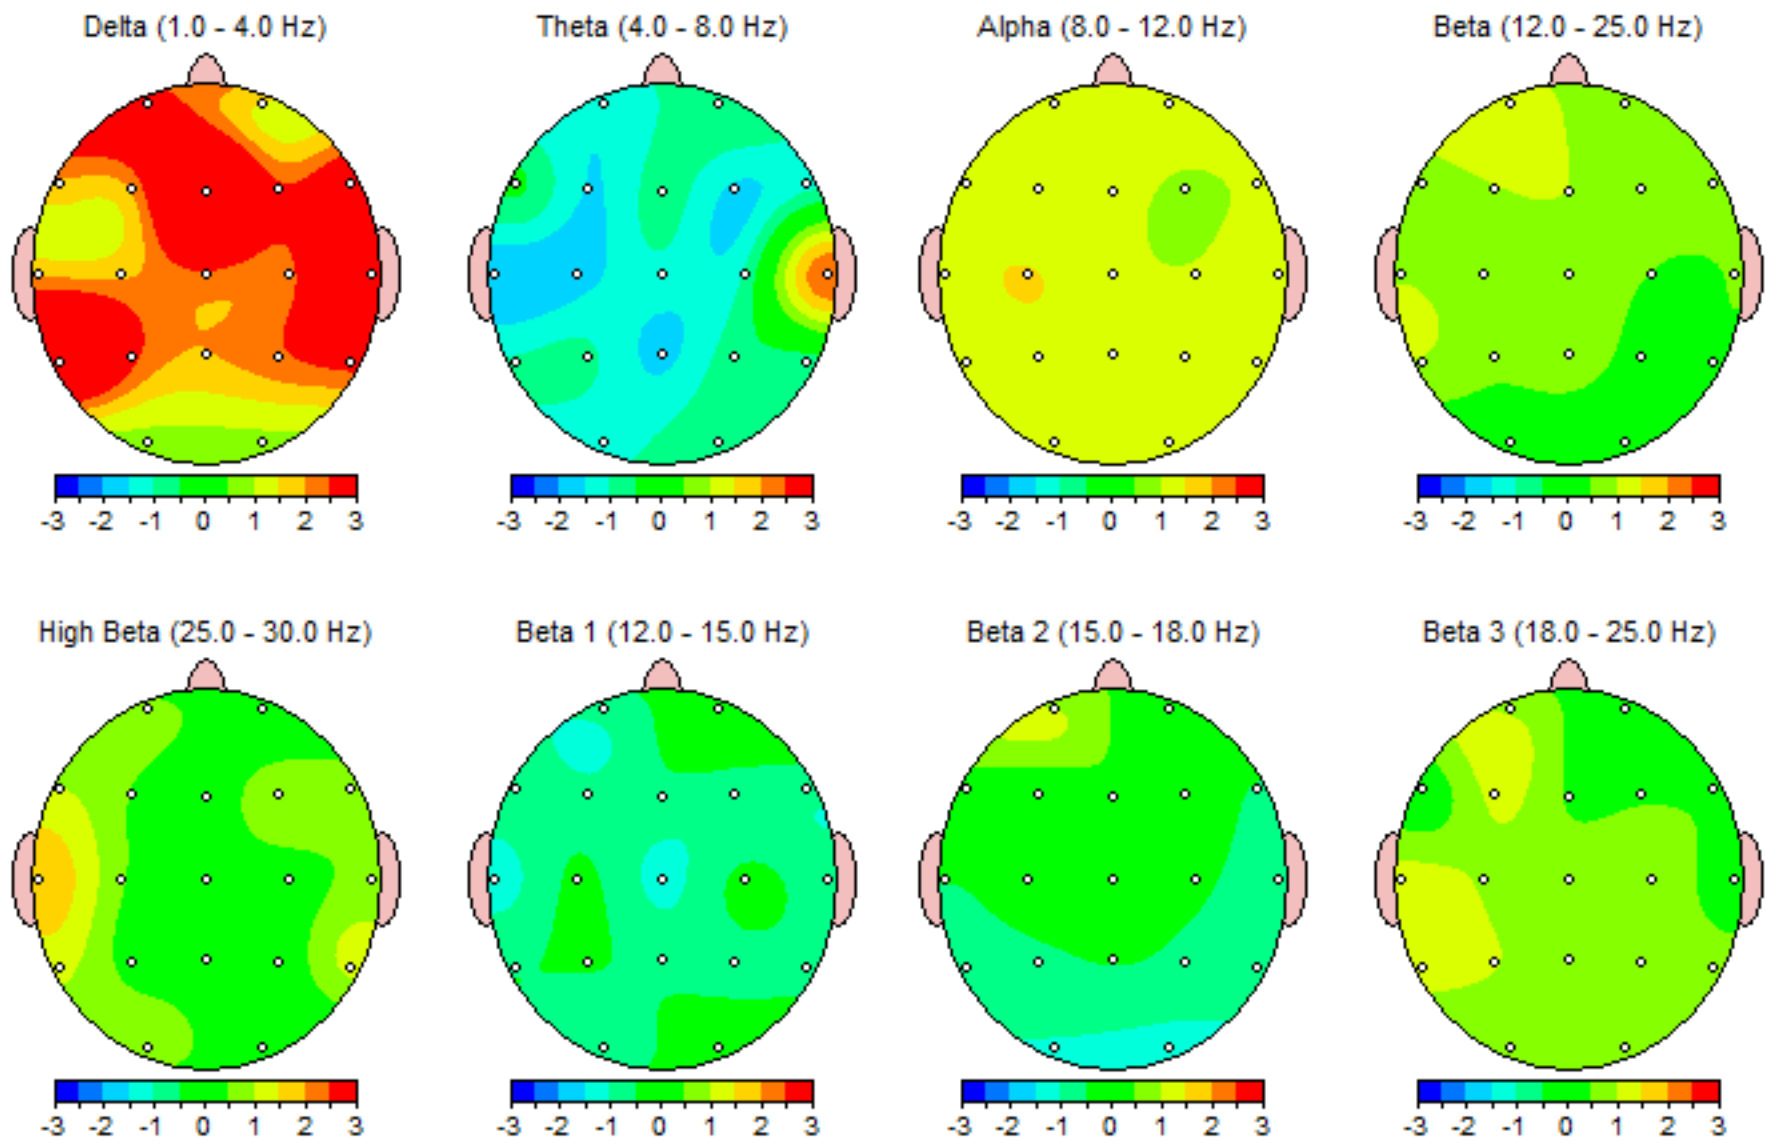 Delta (1.0 - 4.0 Hz)
Theta (4.0 - 8.0 Hz)
Alpha (8.0 - 12.0 Hz)
Beta (12.0 - 25.0 Hz)
-3 -2 -1 0 1 2 3
-3 -2 -1 0 1 2 3
-3 -2 -1 0 1 2 3
-3 -2 -1 0 1 2 3
High Beta (25.0 - 30.0 Hz)
Beta 1 (12.0 - 15.0 Hz)
Beta 2 (15.0 - 18.0 Hz)
Beta 3 (18.0 - 25.0 Hz)
-3 -2 -1 0 1 2 3
-3 -2 -1 0 1 2 3
-3 -2 -1 0 1 2 3
-3 -2 -1 0 1 2 3